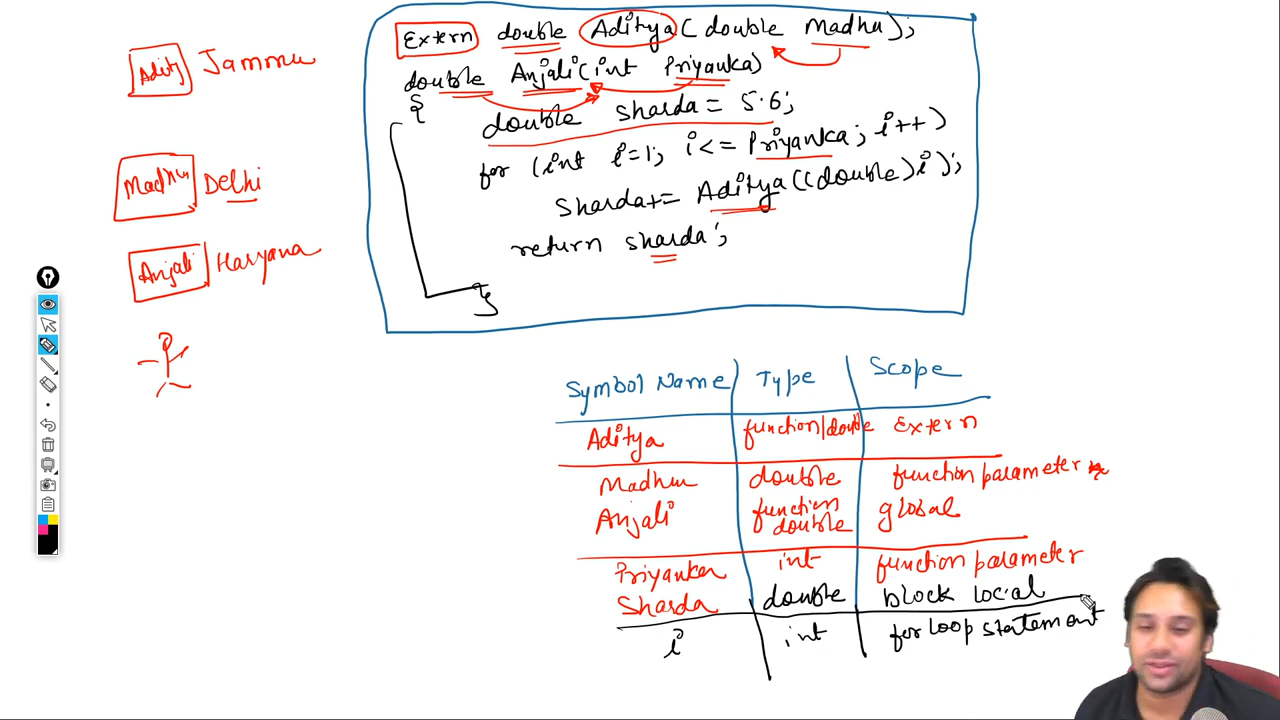 Extern double Aditya(double Madhu);
double Anjali(int Priyanka)
{
double sharda = 5.6;
for (int i=1; i<= Priyanka; i++)
Sharda+= Aditya((double)i);
return sharda;
}
Adity Jammu
Madhu Delhi
Anjali Haryana
Symbol Name Type Scope
Aditya function/double Extern
Madhu double function parameter
Anjali function double global
Priyanka int function parameter
Sharda double block local
i int for loop statement